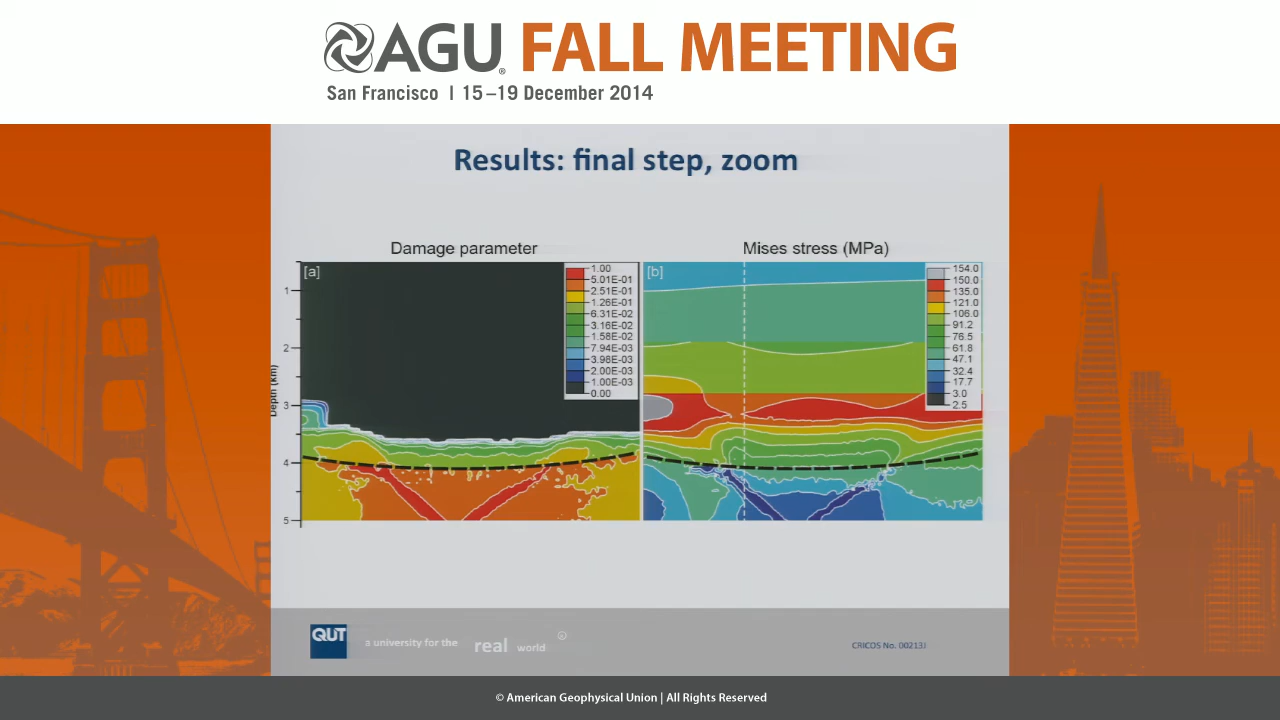 AGU® FALL MEETING
San Francisco | 15–19 December 2014
Results: final step, zoom
Damage parameter
Mises stress (MPa)
[a]
1.00
5.01E-01
2.51E-01
1.26E-01
6.31E-02
3.16E-02
1.58E-02
7.94E-03
3.98E-03
2.00E-03
1.00E-03
0.00
[b]
154.0
150.0
135.0
121.0
106.0
91.2
76.5
61.8
47.1
32.4
17.7
3.0
2.5
Depth (km)
1
2
3
4
5
QUT
a university for the real world
CRICOS No. 00213J
© American Geophysical Union | All Rights Reserved